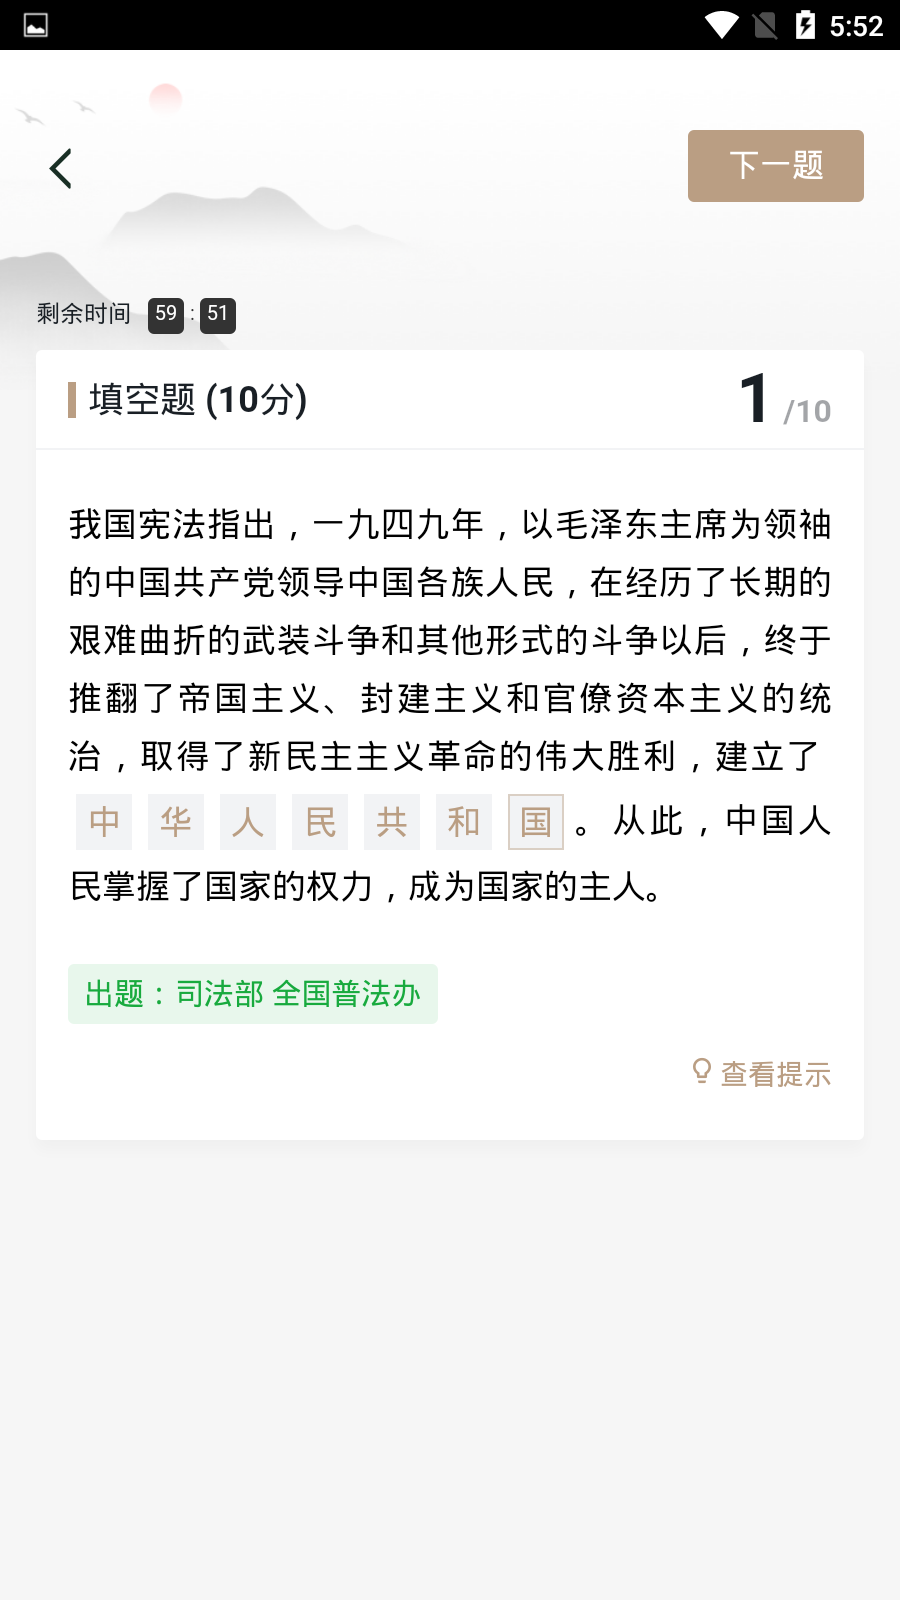 5:52
下一题
剩余时间 59 : 51
填空题 (10分) 1 /10
我国宪法指出，一九四九年，以毛泽东主席为领袖
的中国共产党领导中国各族人民，在经历了长期的
艰难曲折的武装斗争和其他形式的斗争以后，终于
推翻了帝国主义、封建主义和官僚资本主义的统
治，取得了新民主主义革命的伟大胜利，建立了
中 华 人 民 共 和 国 。从此，中国人
民掌握了国家的权力，成为国家的主人。
出题：司法部 全国普法办
查看提示